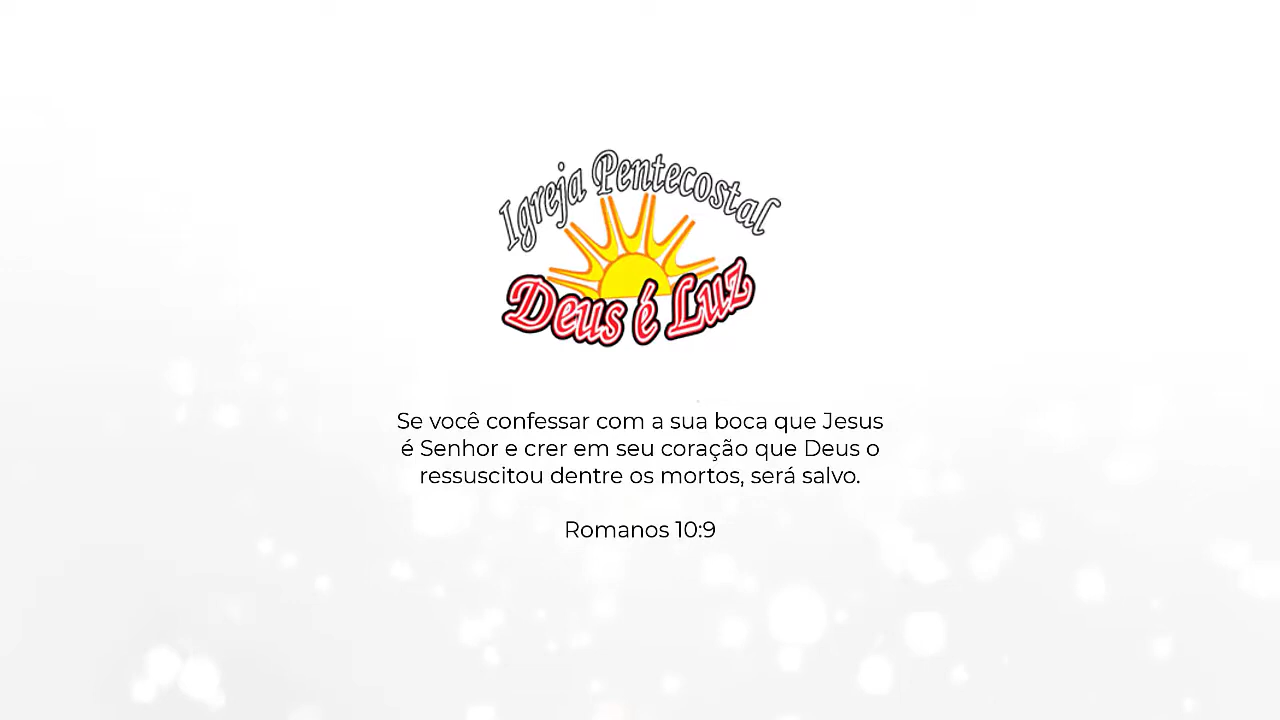 Igreja Pentecostal
Deus é Luz
Se você confessar com a sua boca que Jesus
é Senhor e crer em seu coração que Deus o
ressuscitou dentre os mortos, será salvo.
Romanos 10:9